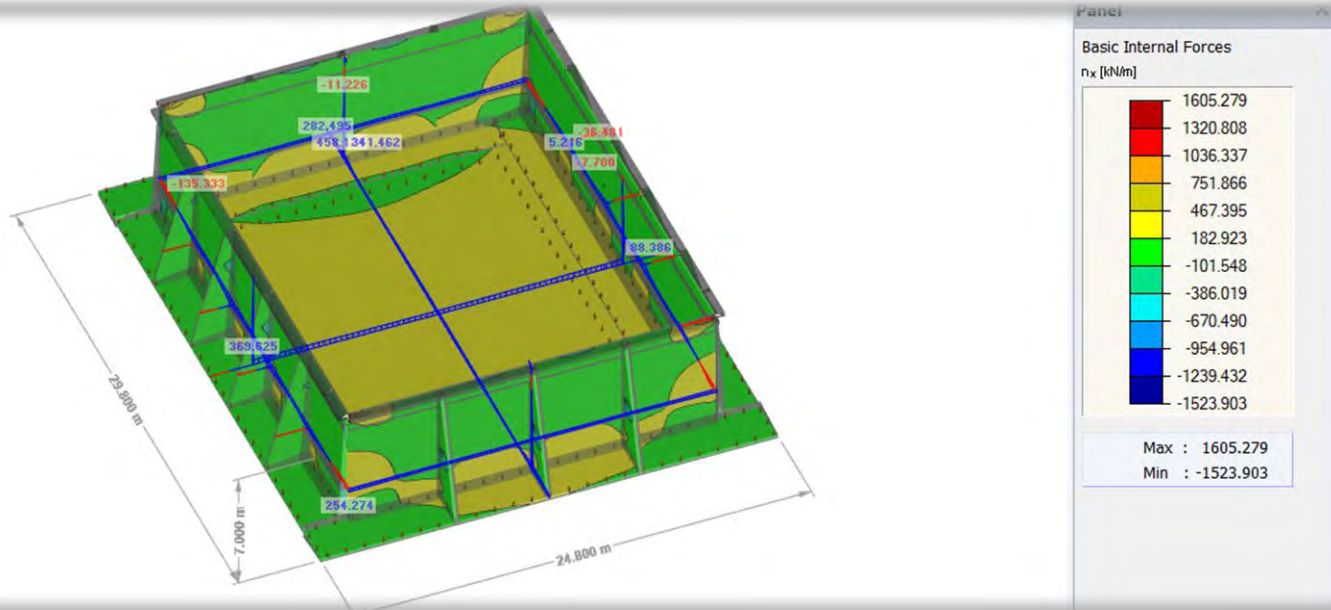 Panel
Basic Internal Forces
nx [kN/m]
1605.279
1320.808
1036.337
751.866
467.395
182.923
-101.548
-386.019
-670.490
-954.961
-1239.432
-1523.903
Max : 1605.279
Min : -1523.903
-11.226
282.495
458.1341.462
-36.481
5.216
-7.700
-135.333
88.386
369.625
254.274
29.800 m
7.000 m
24.800 m